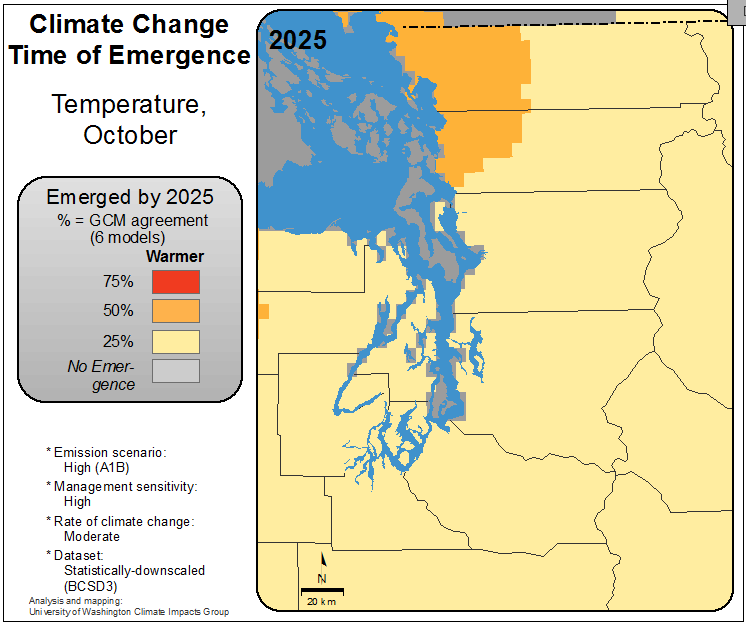 Climate Change
Time of Emergence
Temperature,
October
Emerged by 2025
% = GCM agreement
(6 models)
Warmer
75%
50%
25%
No Emer-
gence
* Emission scenario:
High (A1B)
* Management sensitivity:
High
* Rate of climate change:
Moderate
* Dataset:
Statistically-downscaled
(BCSD3)
Analysis and mapping:
University of Washington Climate Impacts Group
2025
N
20 km